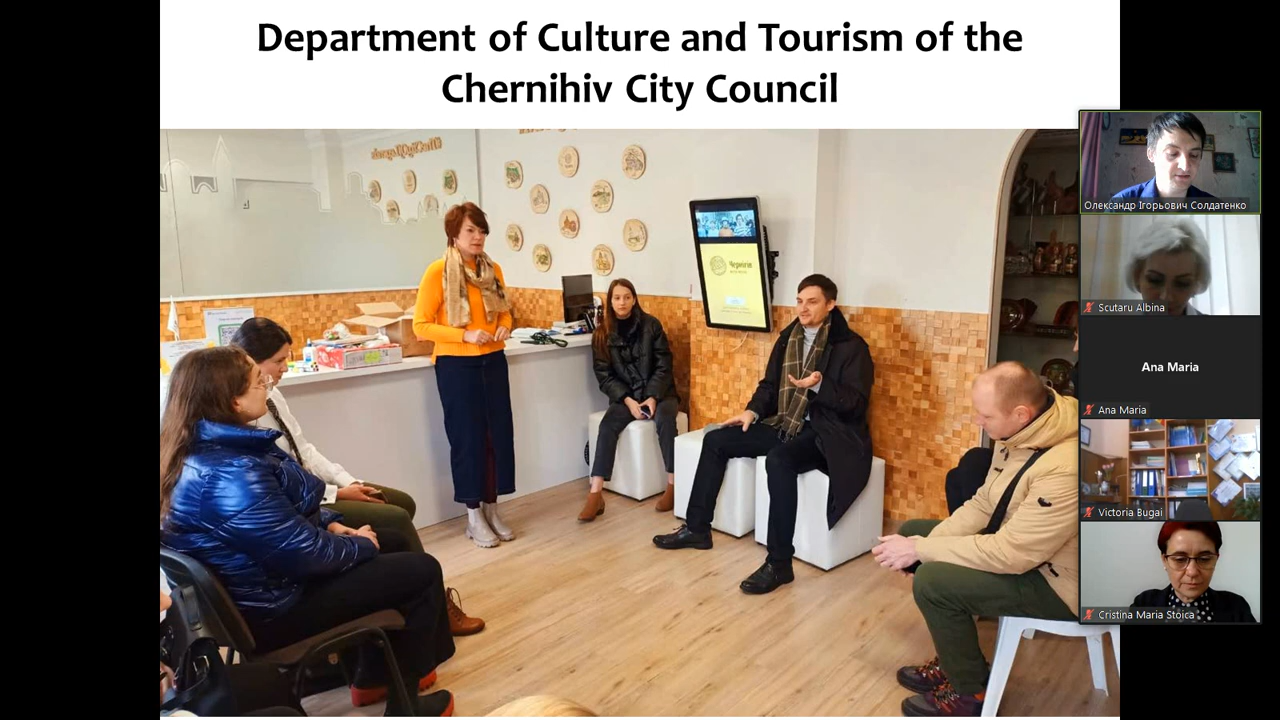 Department of Culture and Tourism of the
Chernihiv City Council
Чернігів
Олександр Ігорьович Солдатенко
Scutaru Albina
Ana Maria
Ana Maria
Victoria Bugai
Cristina Maria Stoica